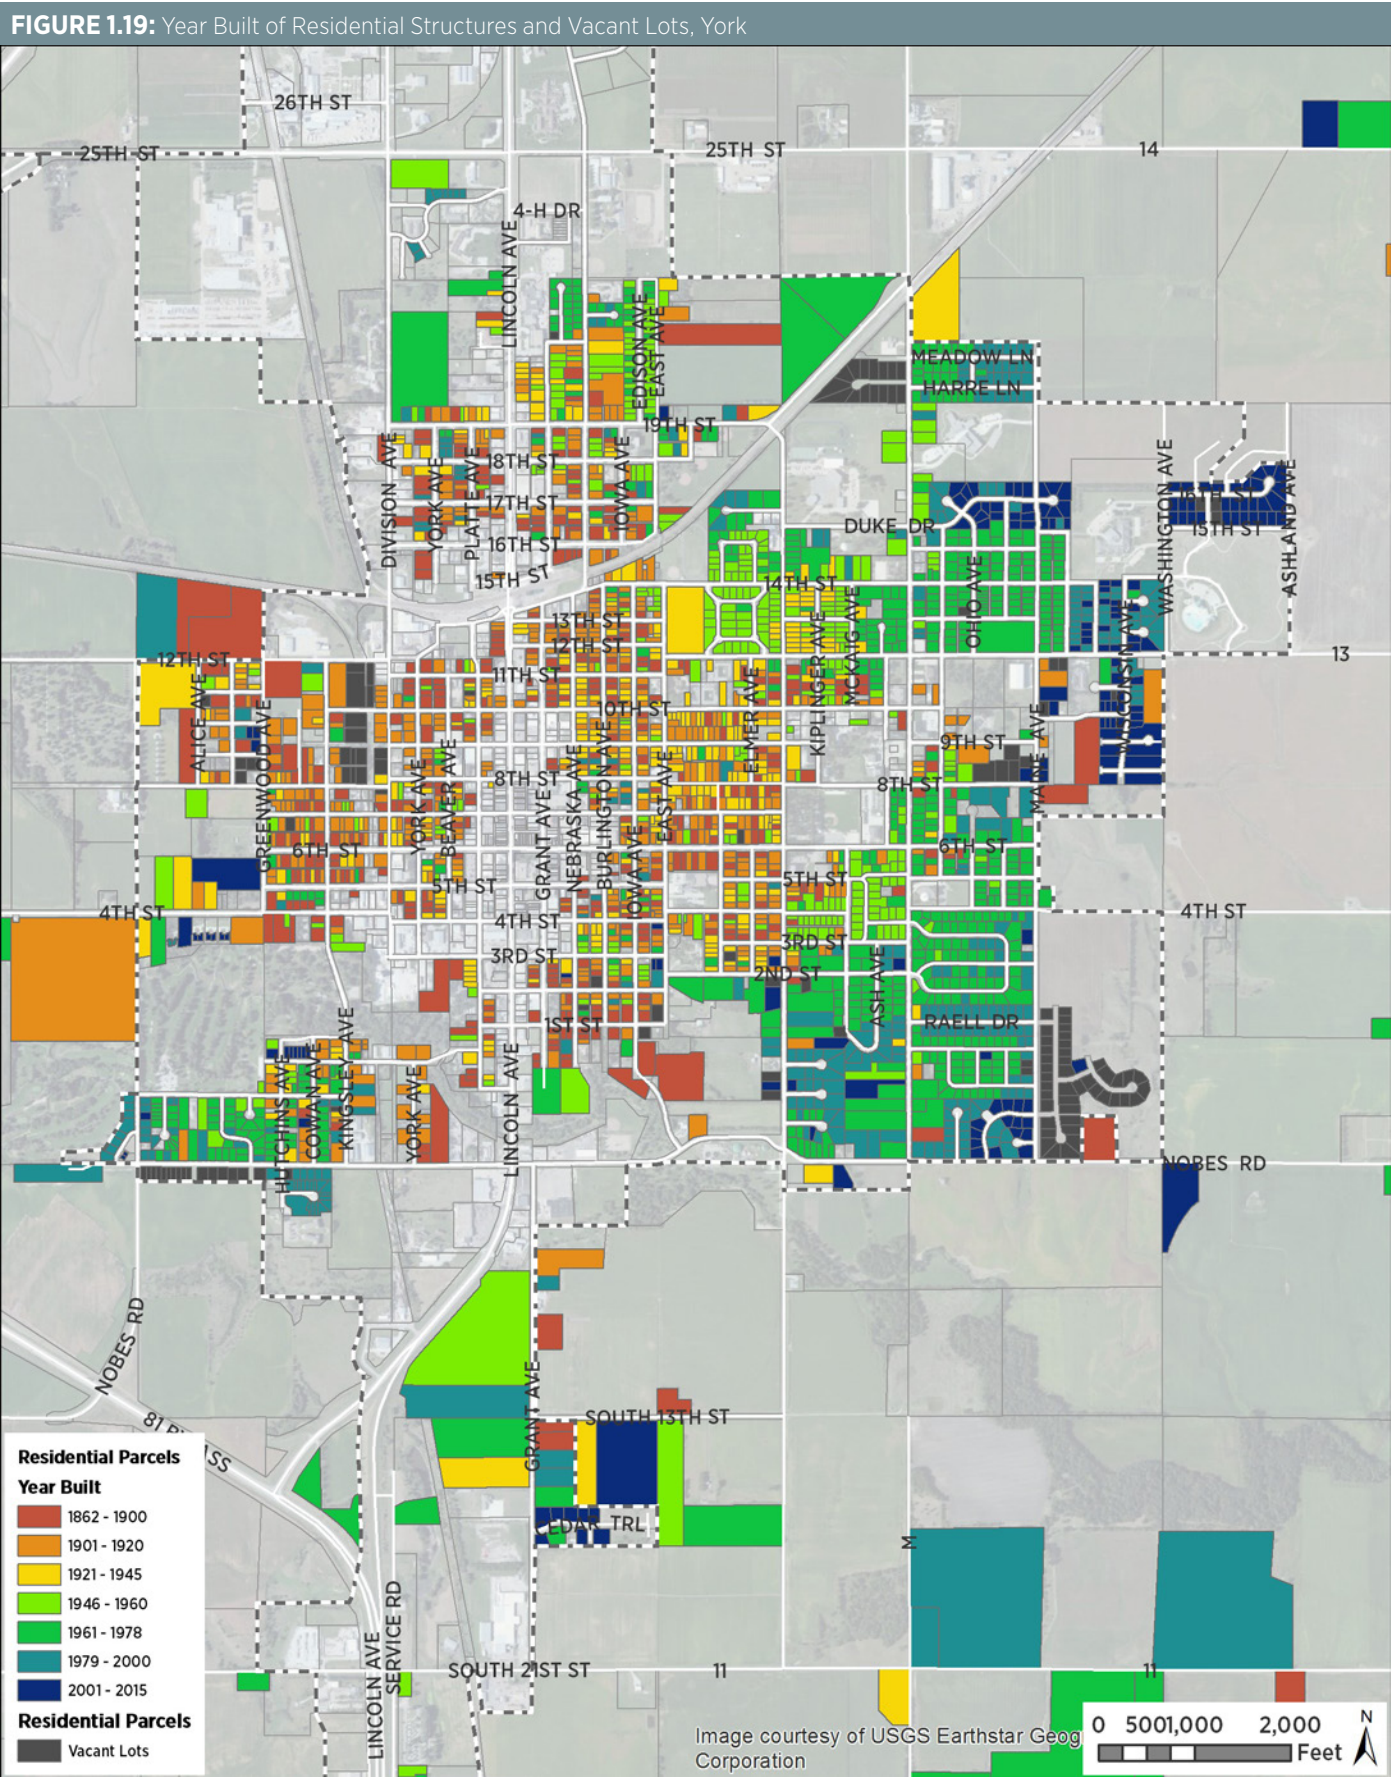 FIGURE 1.19: Year Built of Residential Structures and Vacant Lots, York
26TH ST
25TH ST
25TH ST
14
4-H DR
LINCOLN AVE
EDISON AVE
EAST AVE
MEADOW LN
HARRE LN
19TH ST
DIVISION AVE
YORK AVE
PLATTE AVE
18TH ST
IOWA AVE
17TH ST
16TH ST
15TH ST
WASHINGTON AVE
16TH ST
15TH ST
ASHLAND AVE
DUKE DR
OHIO AVE
14TH ST
13TH ST
12TH ST
KIPLINGER AVE
MCKAIG AVE
WISCONSIN AVE
12TH ST
11TH ST
13
ALICE AVE
GREENWOOD AVE
10TH ST
ELMER AVE
9TH ST
MAINE AVE
YORK AVE
BEAVER AVE
8TH ST
GRANT AVE
NEBRASKA AVE
BURLINGTON AVE
IOWA AVE
EAST AVE
8TH ST
6TH ST
6TH ST
5TH ST
5TH ST
4TH ST
4TH ST
4TH ST
3RD ST
3RD ST
2ND ST
ASH AVE
1ST ST
RAELL DR
HUTCHINS AVE
COWAN AVE
KINGSLEY AVE
YORK AVE
LINCOLN AVE
NOBES RD
NOBES RD
81 BYPASS
GRANT AVE
SOUTH 13TH ST
CEDAR TRL
M
LINCOLN AVE
SERVICE RD
SOUTH 21ST ST
11
11
Residential Parcels
Year Built
1862 - 1900
1901 - 1920
1921 - 1945
1946 - 1960
1961 - 1978
1979 - 2000
2001 - 2015
Residential Parcels
Vacant Lots
Image courtesy of USGS Earthstar Geog
Corporation
0 500 1,000 2,000
Feet
N